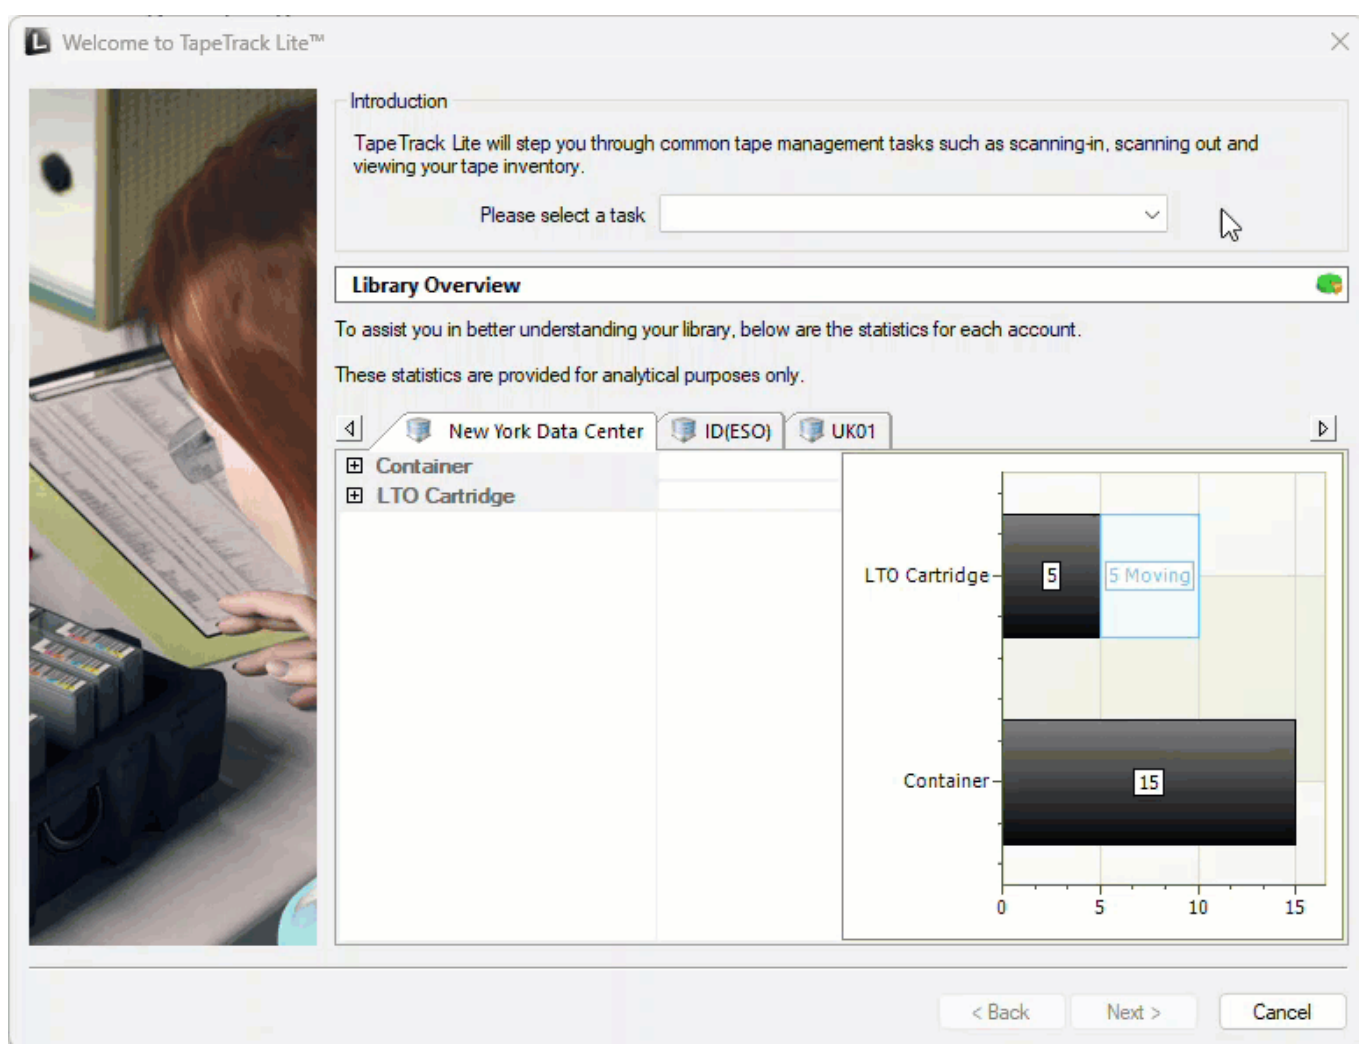 Welcome to TapeTrack Lite™
Introduction
TapeTrack Lite will step you through common tape management tasks such as scanning-in, scanning out and
viewing your tape inventory.
Please select a task
Library Overview
To assist you in better understanding your library, below are the statistics for each account.
These statistics are provided for analytical purposes only.
New York Data Center
ID(ESO)
UK01
Container
LTO Cartridge
LTO Cartridge
5
5 Moving
Container
15
0
5
10
15
< Back
Next >
Cancel